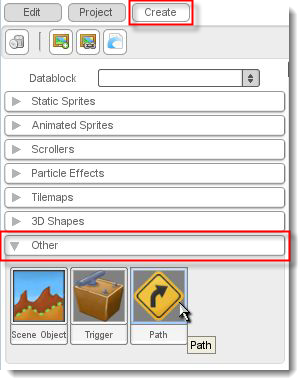 Edit Project Create
Datablock
Static Sprites
Animated Sprites
Scrollers
Particle Effects
Tilemaps
3D Shapes
Other
Scene Object Trigger Path
Path